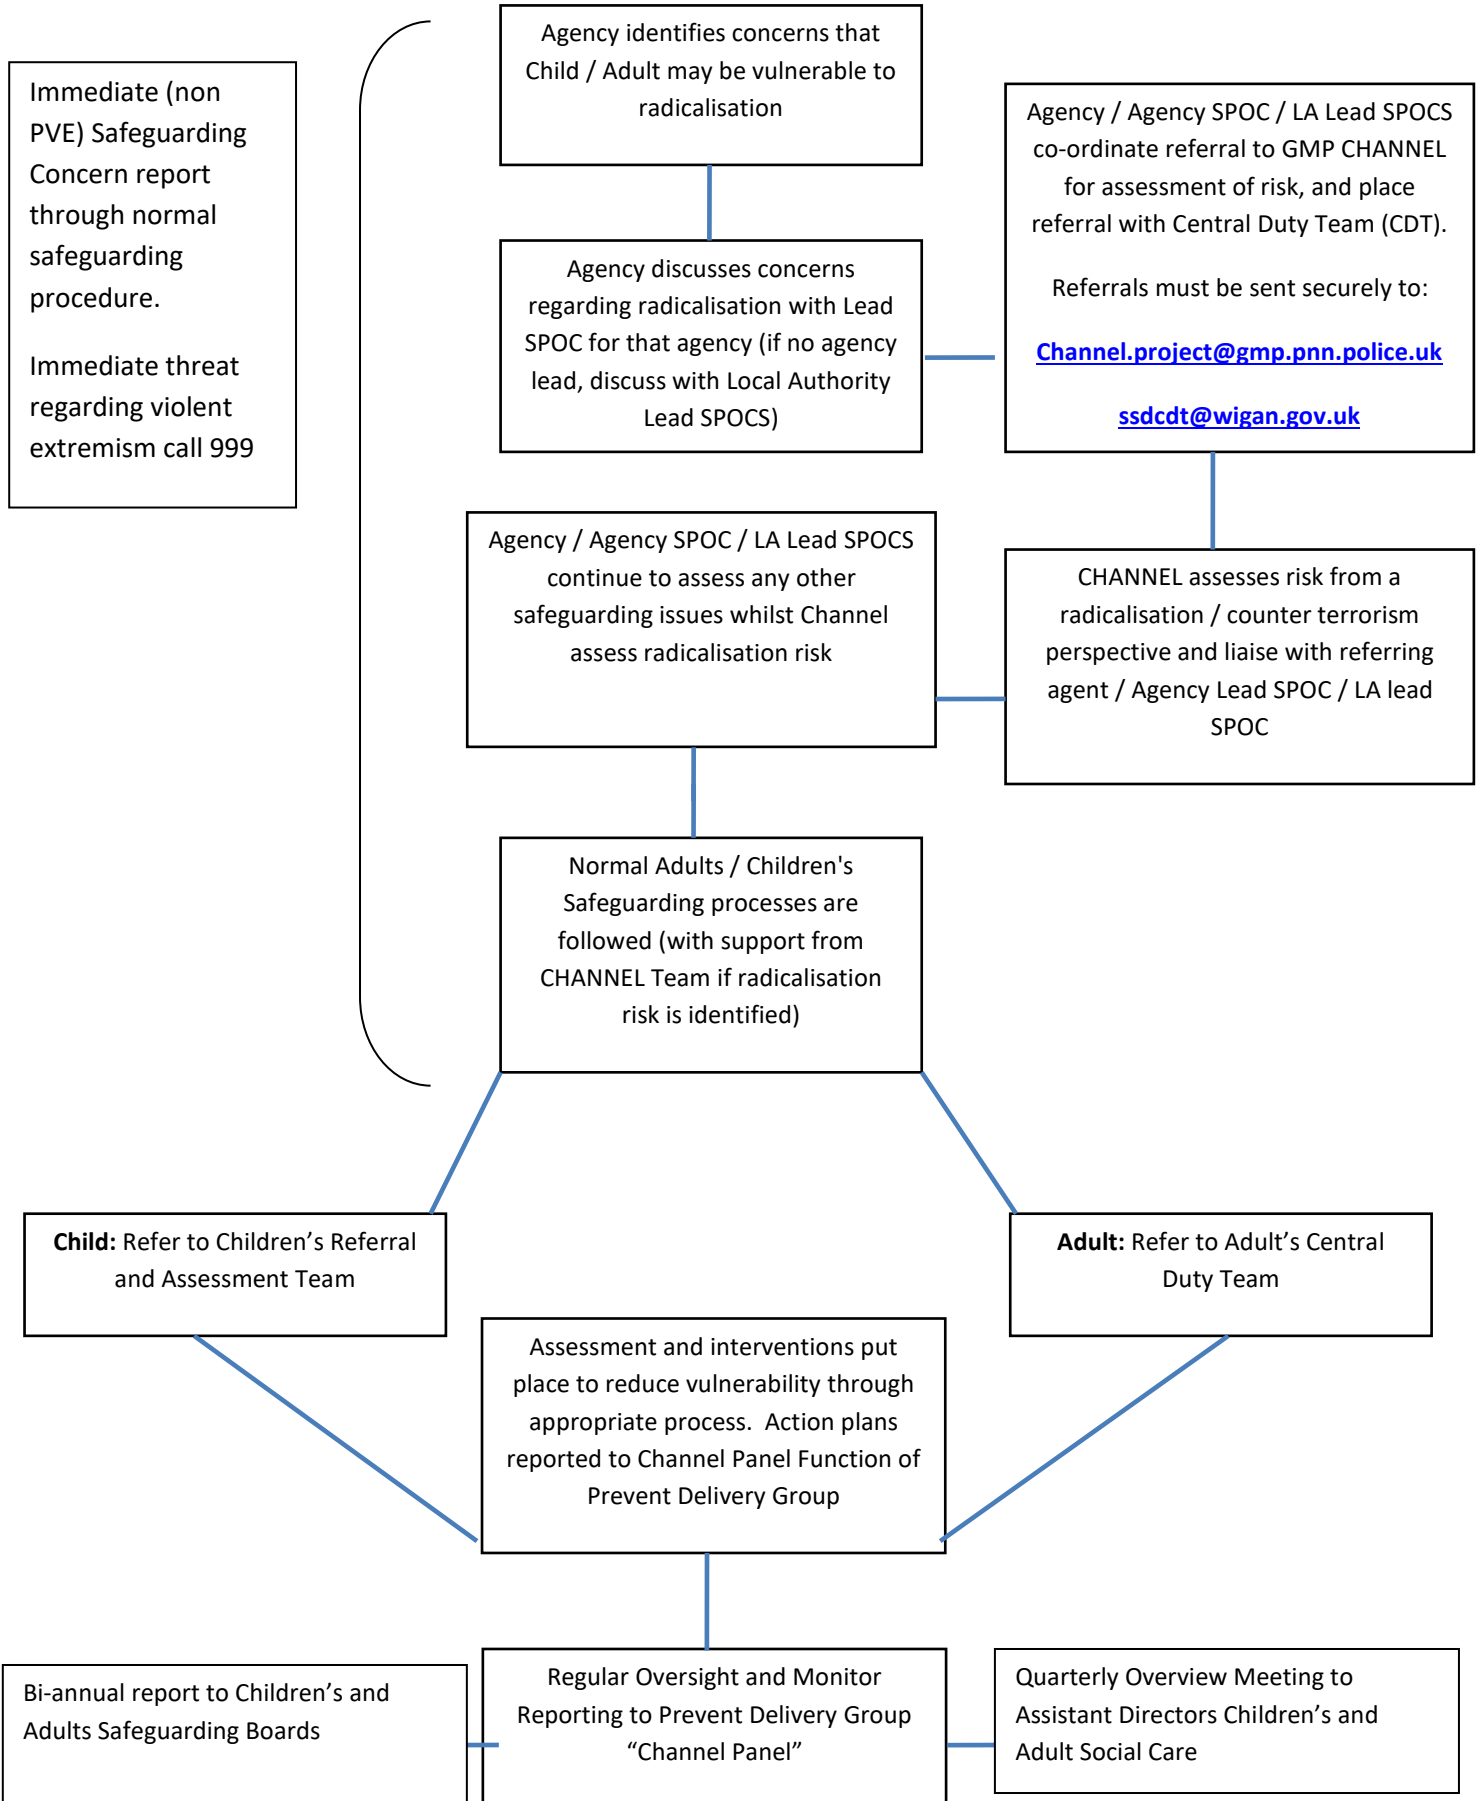 Agency identifies concerns that
Child / Adult may be vulnerable to
radicalisation
Immediate (non
PVE) Safeguarding
Concern report
through normal
safeguarding
procedure.
Immediate threat
regarding violent
extremism call 999
Agency / Agency SPOC / LA Lead SPOCS
co-ordinate referral to GMP CHANNEL
for assessment of risk, and place
referral with Central Duty Team (CDT).
Referrals must be sent securely to:
Channel.project@gmp.pnn.police.uk
ssdcdt@wigan.gov.uk
Agency discusses concerns
regarding radicalisation with Lead
SPOC for that agency (if no agency
lead, discuss with Local Authority
Lead SPOCS)
Agency / Agency SPOC / LA Lead SPOCS
continue to assess any other
safeguarding issues whilst Channel
assess radicalisation risk
CHANNEL assesses risk from a
radicalisation / counter terrorism
perspective and liaise with referring
agent / Agency Lead SPOC / LA lead
SPOC
Normal Adults / Children's
Safeguarding processes are
followed (with support from
CHANNEL Team if radicalisation
risk is identified)
Child: Refer to Children’s Referral
and Assessment Team
Adult: Refer to Adult’s Central
Duty Team
Assessment and interventions put
place to reduce vulnerability through
appropriate process.  Action plans
reported to Channel Panel Function of
Prevent Delivery Group
Bi-annual report to Children’s and
Adults Safeguarding Boards
Regular Oversight and Monitor
Reporting to Prevent Delivery Group
“Channel Panel”
Quarterly Overview Meeting to
Assistant Directors Children’s and
Adult Social Care